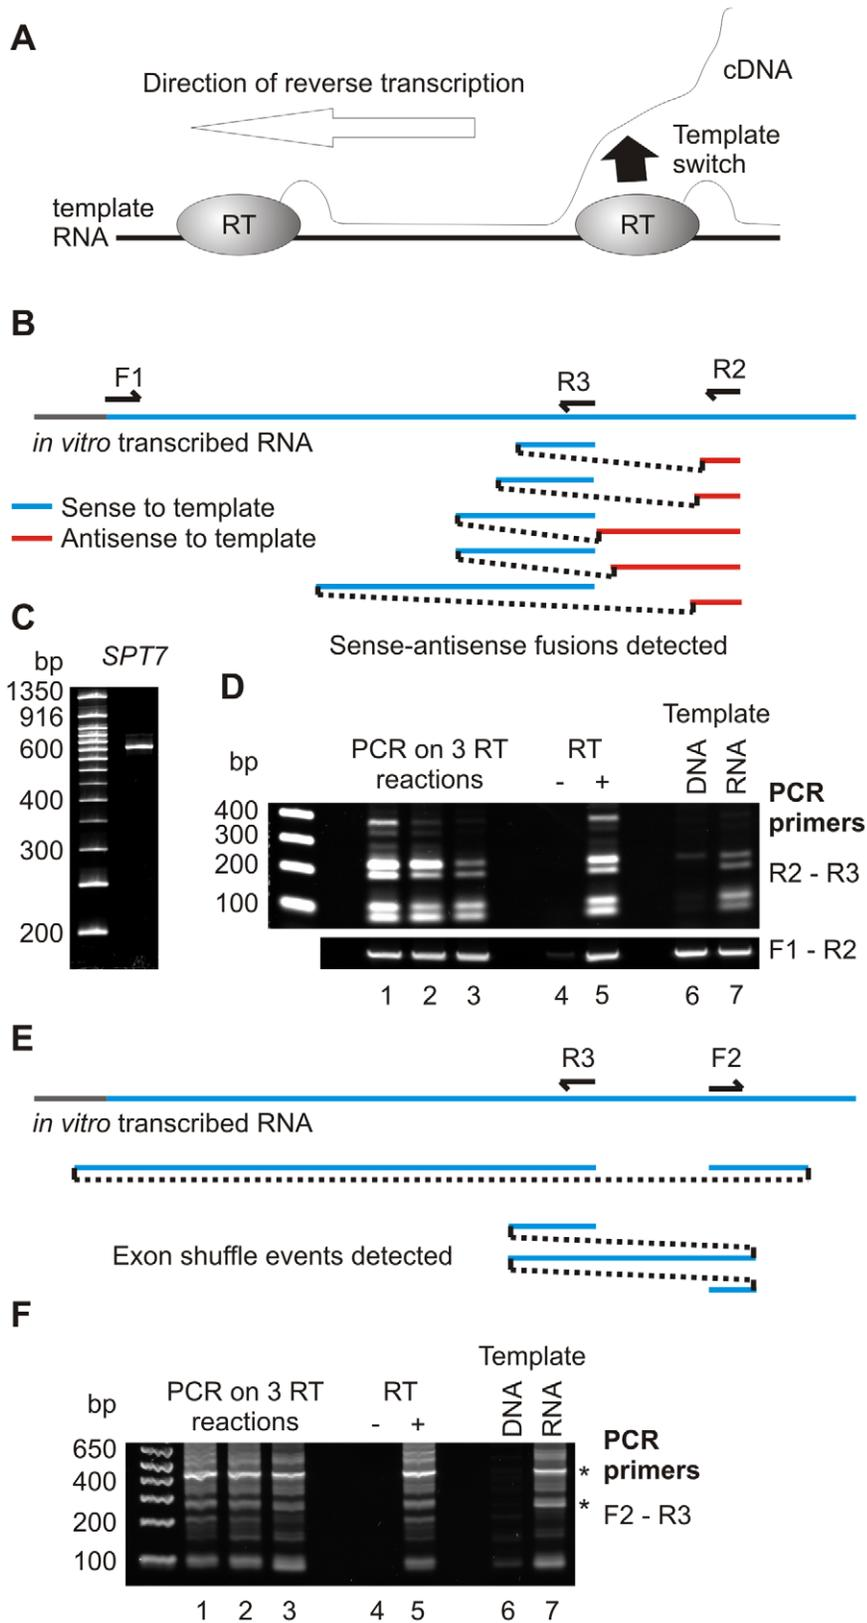 A
Direction of reverse transcription
cDNA
Template
switch
template
RNA
RT
RT
B
F1
R3
R2
in vitro transcribed RNA
Sense to template
Antisense to template
Sense-antisense fusions detected
C
bp
SPT7
1350
916
600
400
300
200
D
Template
bp
PCR on 3 RT
reactions
RT
- +
DNA
RNA
PCR
primers
400
300
200
100
R2 - R3
F1 - R2
1 2 3 4 5 6 7
E
R3
F2
in vitro transcribed RNA
Exon shuffle events detected
F
Template
bp
PCR on 3 RT
reactions
RT
- +
DNA
RNA
PCR
primers
650
400
200
100
*
*
F2 - R3
1 2 3 4 5 6 7